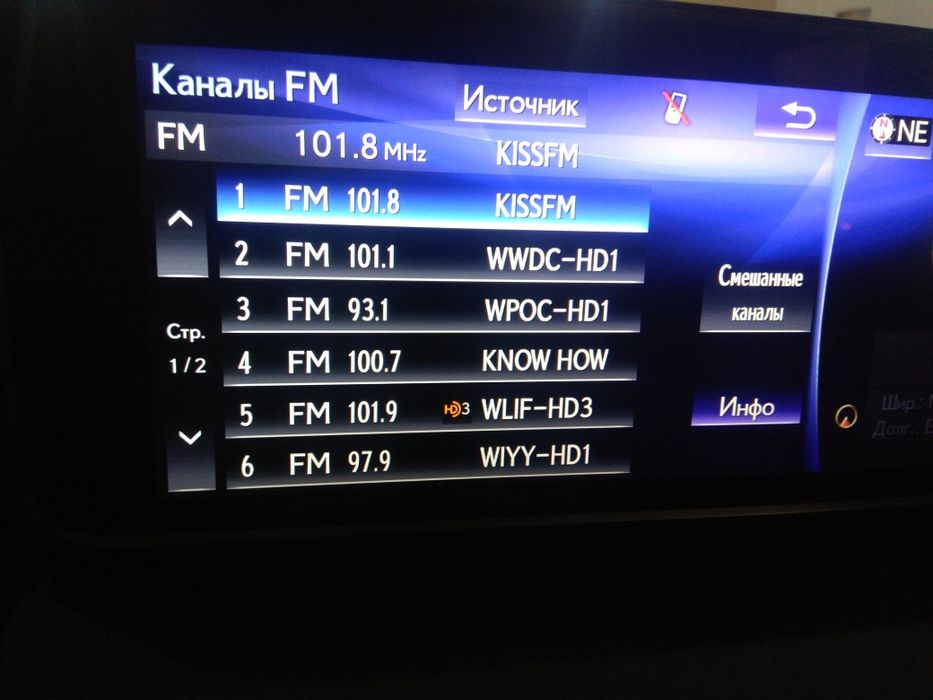 Каналы FM
Источник
NE
FM 101.8 MHz KISSFM
1 FM 101.8 KISSFM
2 FM 101.1 WWDC-HD1
3 FM 93.1 WPOC-HD1
4 FM 100.7 KNOW HOW
5 FM 101.9 HD3 WLIF-HD3
6 FM 97.9 WIYY-HD1
Стр.
1/2
Смешанные
каналы
Инфо
Шир.:
Долг.: